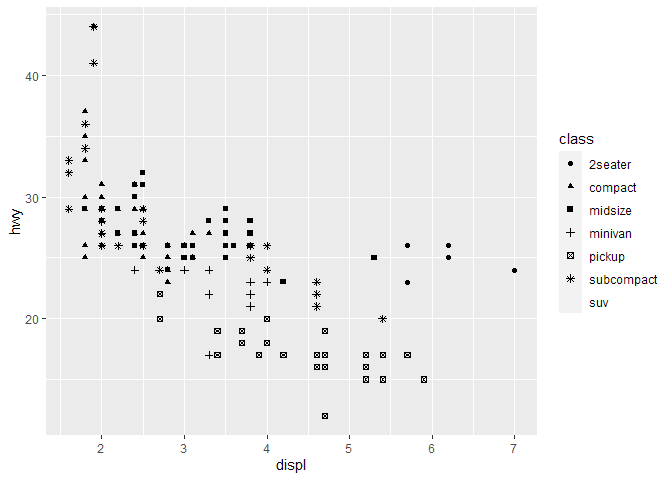 40
30
20
hwy
2 3 4 5 6 7
displ
class
2seater
compact
midsize
minivan
pickup
subcompact
suv